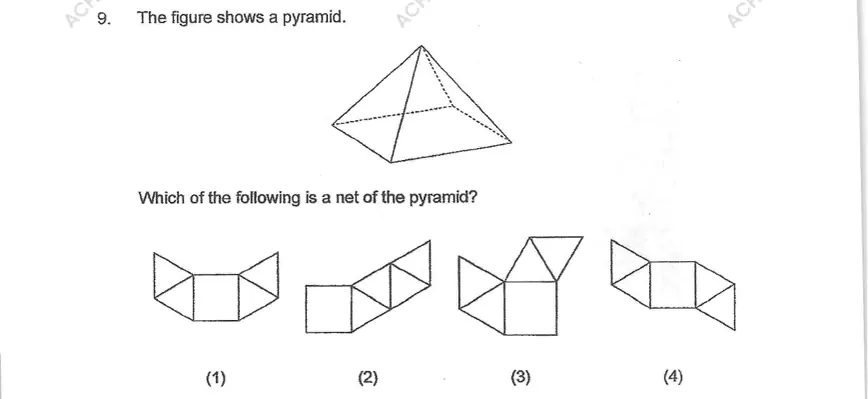 9. The figure shows a pyramid.
Which of the following is a net of the pyramid?
(1) (2) (3) (4)